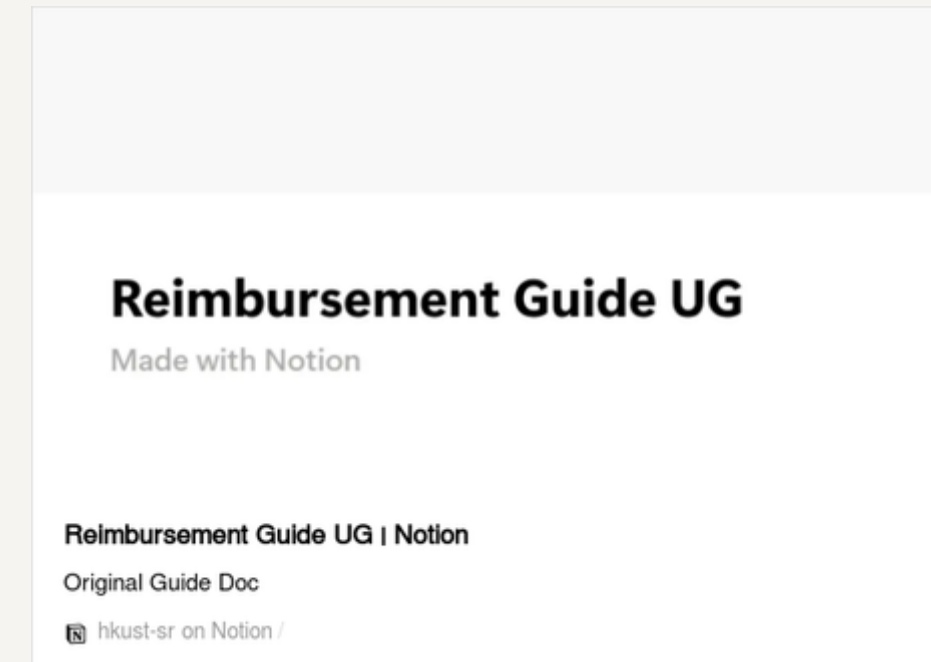 Reimbursement Guide UG
Made with Notion
Reimbursement Guide UG | Notion
Original Guide Doc
hkust-sr on Notion /